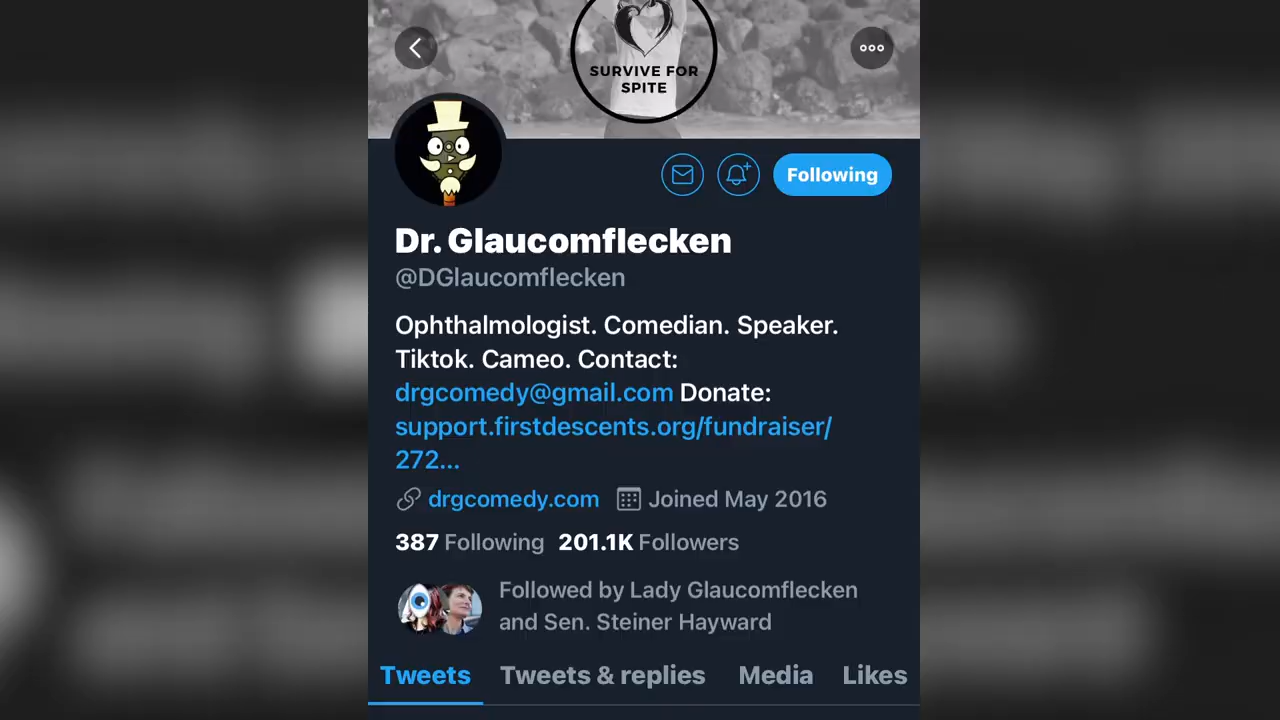 SURVIVE FOR
SPITE
Following
Dr. Glaucomflecken
@DGlaucomflecken
Ophthalmologist. Comedian. Speaker.
Tiktok. Cameo. Contact:
drgcomedy@gmail.com Donate:
support.firstdescents.org/fundraiser/
272...
drgcomedy.com Joined May 2016
387 Following 201.1K Followers
Followed by Lady Glaucomflecken
and Sen. Steiner Hayward
Tweets Tweets & replies Media Likes